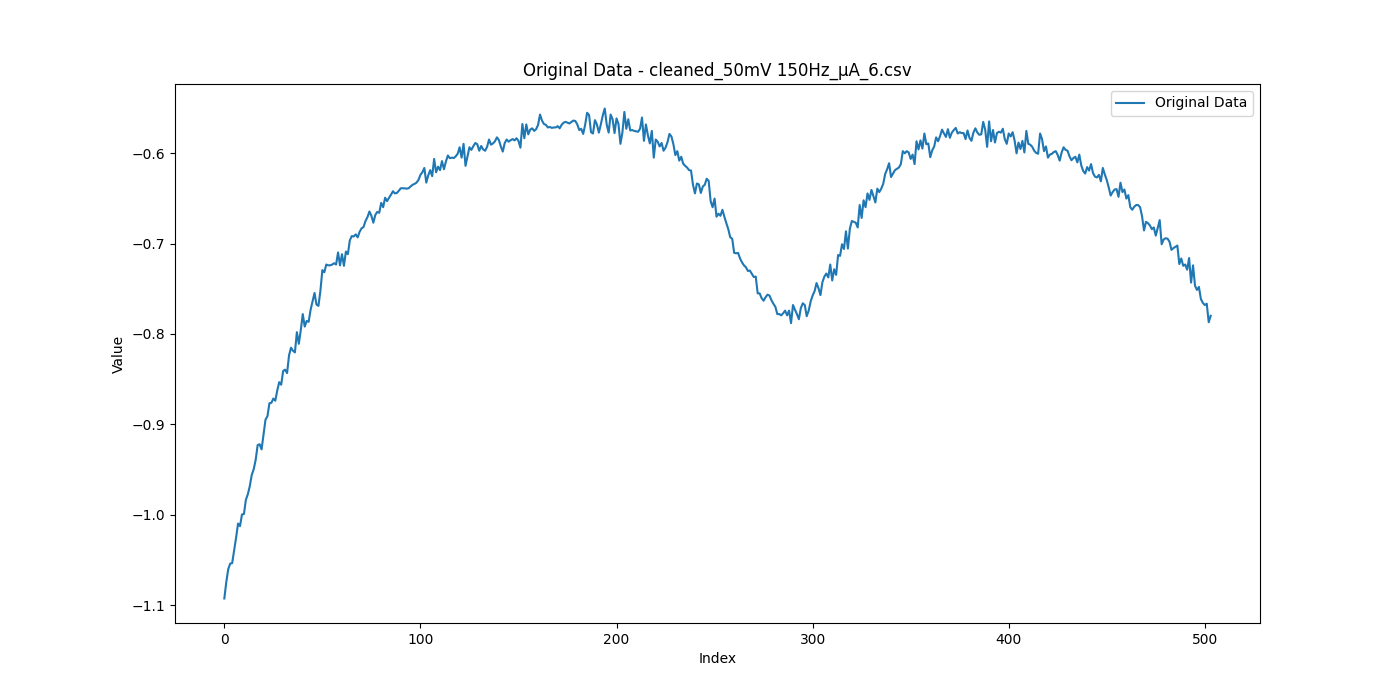 Original Data - cleaned_50mV 150Hz_μA_6.csv
Original Data
Value
−0.6
−0.7
−0.8
−0.9
−1.0
−1.1
0 100 200 300 400 500
Index